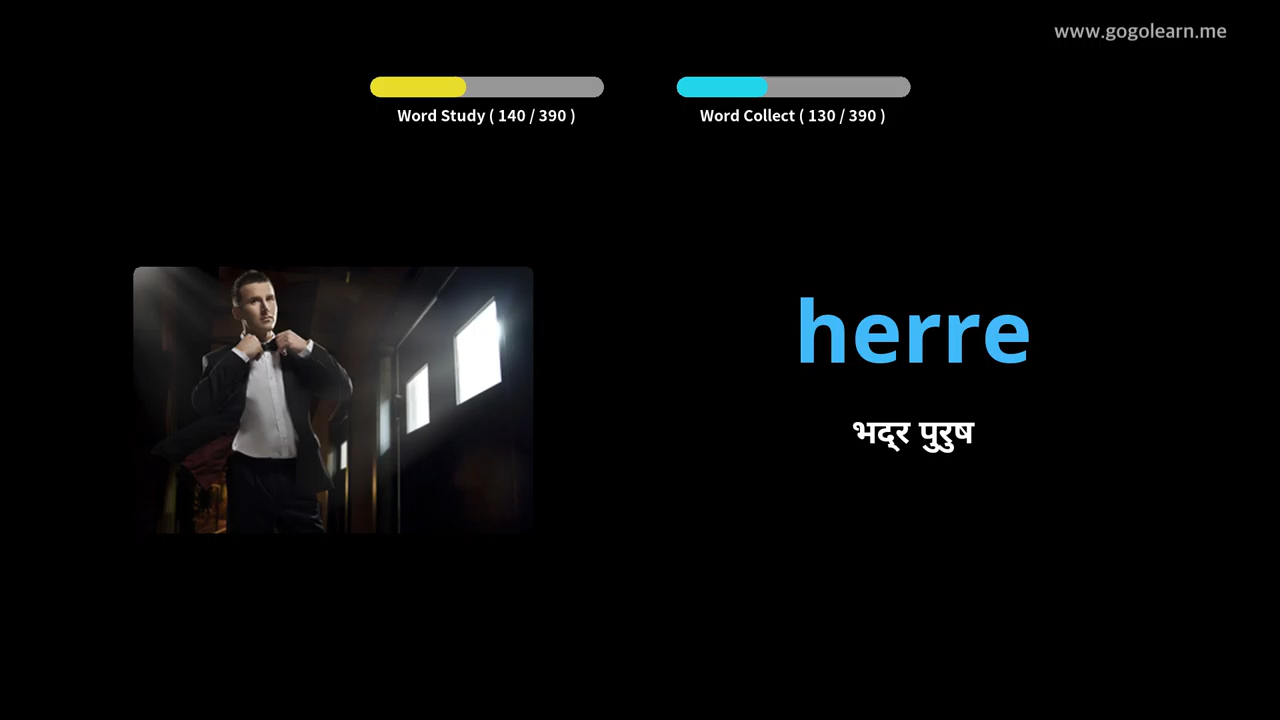 www.gogolearn.me
Word Study ( 140 / 390 )
Word Collect ( 130 / 390 )
herre
भद्र पुरुष